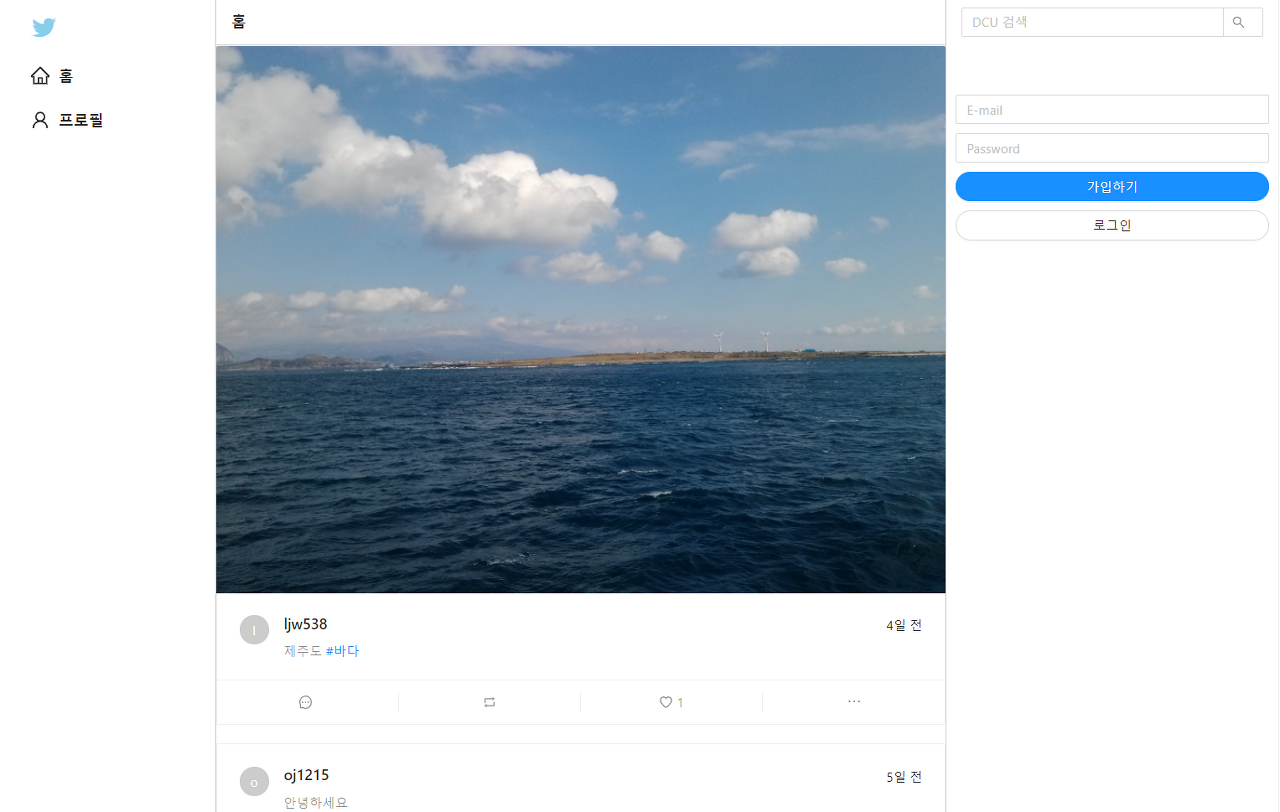 홈
프로필
홈
l
ljw538
4일 전
제주도 #바다
1
o
oj1215
5일 전
안녕하세요
DCU 검색
E-mail
Password
가입하기
로그인